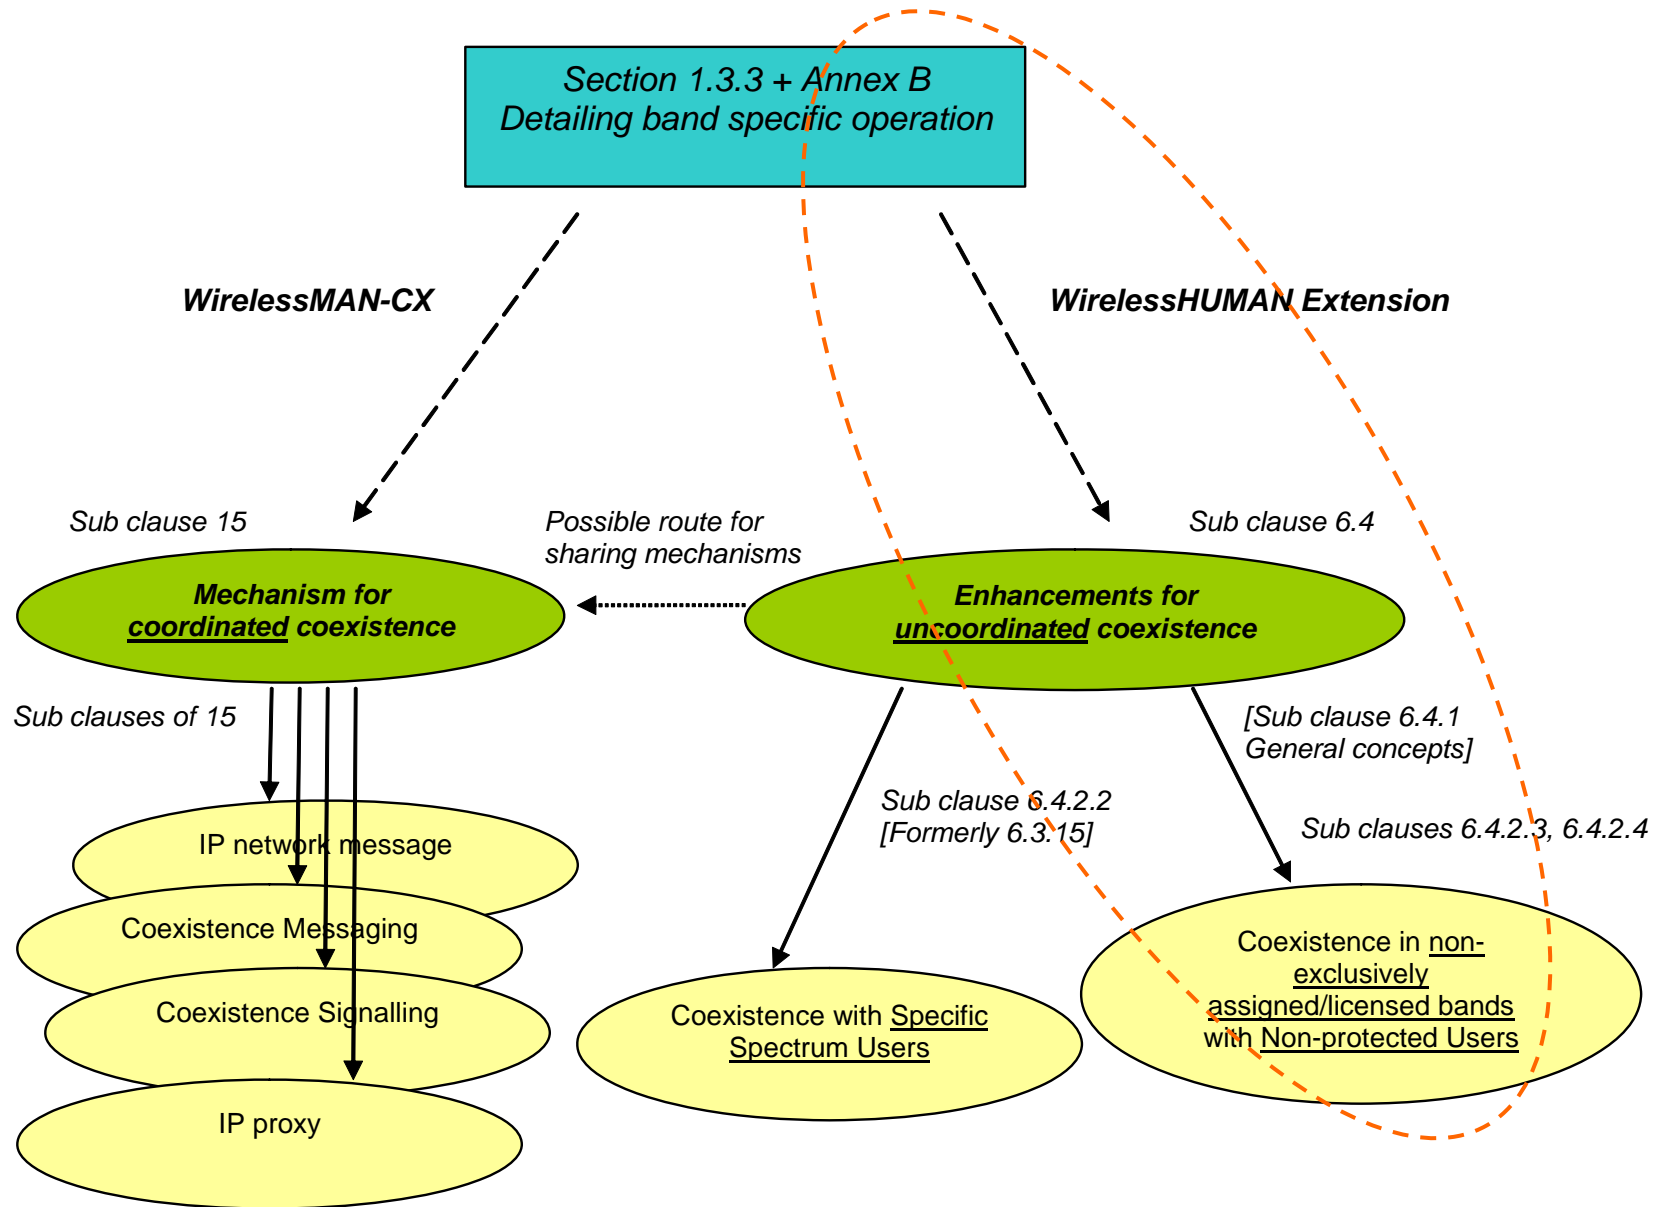 Section 1.3.3 + Annex B
Detailing band specific operation
WirelessMAN-CX
WirelessHUMAN Extension
Sub clause 15
Possible route for
sharing mechanisms
Sub clause 6.4
Mechanism for
coordinated coexistence
Enhancements for
uncoordinated coexistence
Sub clauses of 15
[Sub clause 6.4.1
General concepts]
Sub clause 6.4.2.2
[Formerly 6.3.15]
Sub clauses 6.4.2.3, 6.4.2.4
IP network message
Coexistence Messaging
Coexistence Signalling
IP proxy
Coexistence with Specific
Spectrum Users
Coexistence in non-
exclusively
assigned/licensed bands
with Non-protected Users